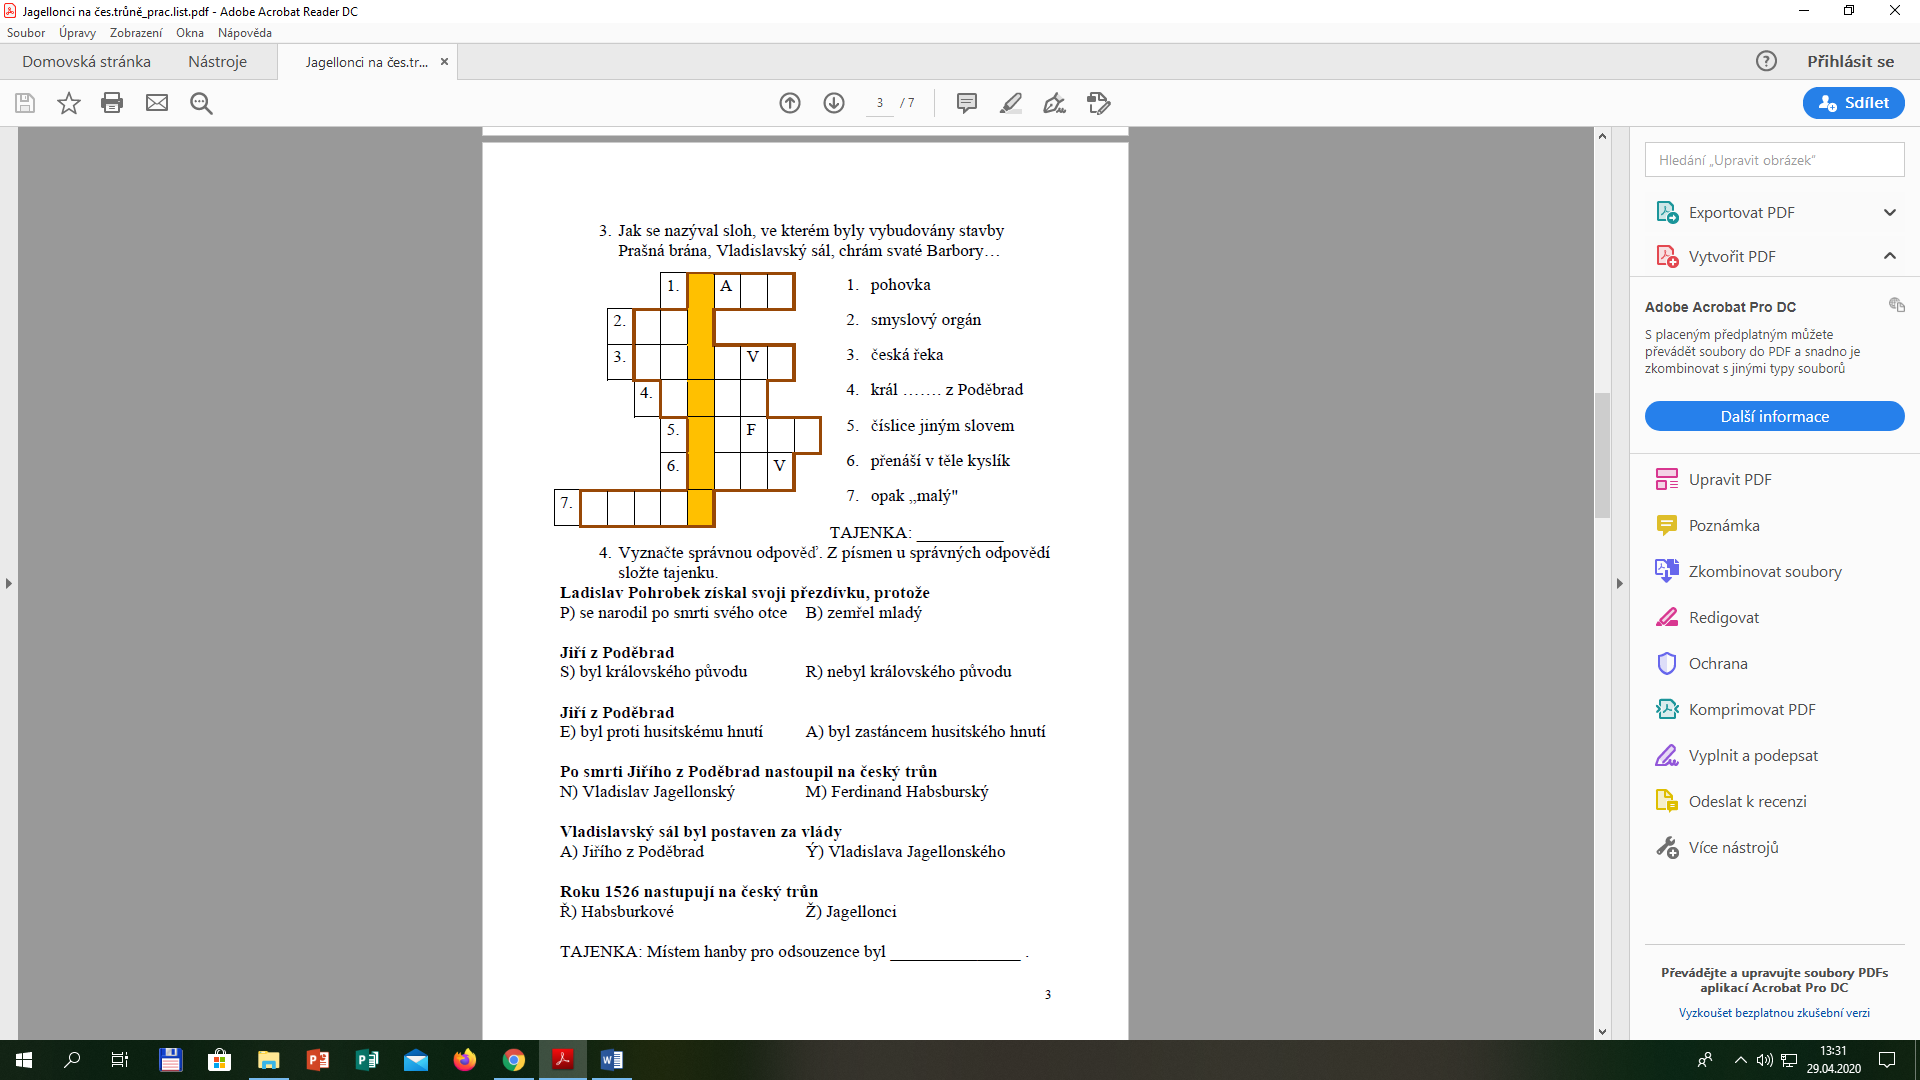 Jagellonci na čes.trůně_prac.list.pdf - Adobe Acrobat Reader DC
Soubor Úpravy Zobrazení Okna Nápověda
Domovská stránka Nástroje Jagellonci na čes.tr... × Přihlásit se
3 / 7 Sdílet
3. Jak se nazýval sloh, ve kterém byly vybudovány stavby
Prašná brána, Vladislavský sál, chrám svaté Barbory…
1. A
2.
3. V
4.
5. F
6. V
7.
1. pohovka
2. smyslový orgán
3. česká řeka
4. král ……. z Poděbrad
5. číslice jiným slovem
6. přenáší v těle kyslík
7. opak ,,malý"
TAJENKA: __________
4. Vyznačte správnou odpověď. Z písmen u správných odpovědí
složte tajenku.
Ladislav Pohrobek získal svoji přezdívku, protože
P) se narodil po smrti svého otce B) zemřel mladý
Jiří z Poděbrad
S) byl královského původu R) nebyl královského původu
Jiří z Poděbrad
E) byl proti husitskému hnutí A) byl zastáncem husitského hnutí
Po smrti Jiřího z Poděbrad nastoupil na český trůn
N) Vladislav Jagellonský M) Ferdinand Habsburský
Vladislavský sál byl postaven za vlády
A) Jiřího z Poděbrad Ý) Vladislava Jagellonského
Roku 1526 nastupují na český trůn
Ř) Habsburkové Ž) Jagellonci
TAJENKA: Místem hanby pro odsouzence byl _______________ .
3
Hledání „Upravit obrázek“
Exportovat PDF
Vytvořit PDF
Adobe Acrobat Pro DC
S placeným předplatným můžete
převádět soubory do PDF a snadno je
zkombinovat s jinými typy souborů
Další informace
Upravit PDF
Poznámka
Zkombinovat soubory
Redigovat
Ochrana
Komprimovat PDF
Vyplnit a podepsat
Odeslat k recenzi
Více nástrojů
Převádějte a upravujte soubory PDFs
aplikací Acrobat Pro DC
Vyzkoušet bezplatnou zkušební verzi
13:31
29.04.2020